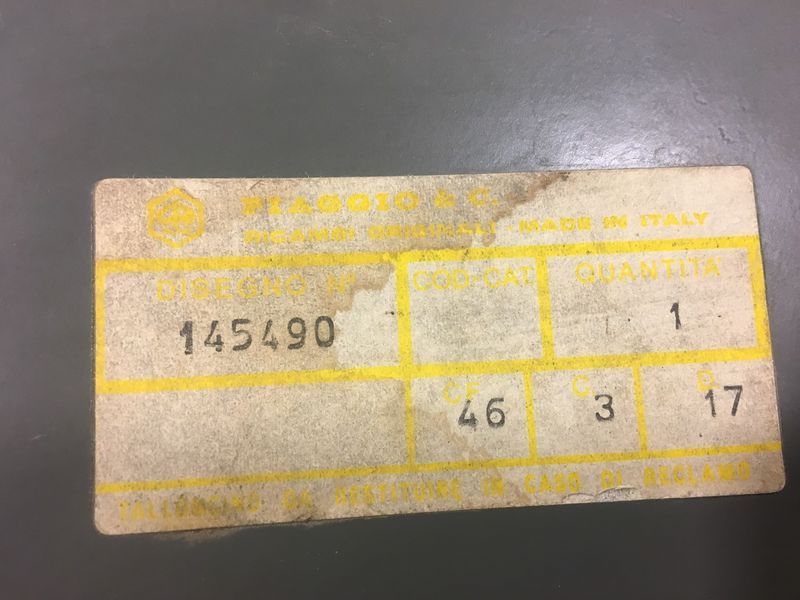 PIAGGIO & C.
RICAMBI ORIGINALI - MADE IN ITALY
DISEGNO N° COD-CAT. QUANTITA'
145490 1
CF C. D.
46 3 17
TALLONCINO DA RESTITUIRE IN CASO DI RECLAMO